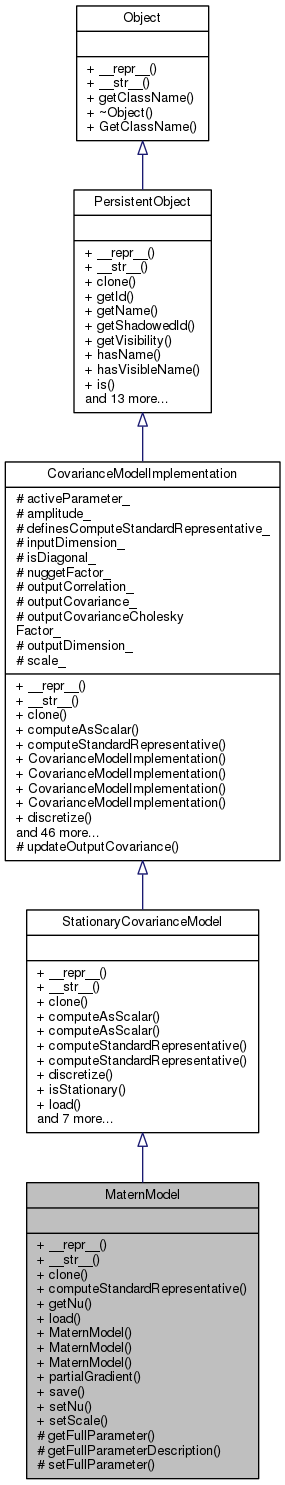 Object
+ __repr__()
+ __str__()
+ getClassName()
+ ~Object()
+ GetClassName()
PersistentObject
+ __repr__()
+ __str__()
+ clone()
+ getId()
+ getName()
+ getShadowedId()
+ getVisibility()
+ hasName()
+ hasVisibleName()
+ is()
and 13 more...
CovarianceModelImplementation
# activeParameter_
# amplitude_
# definesComputeStandardRepresentative_
# inputDimension_
# isDiagonal_
# nuggetFactor_
# outputCorrelation_
# outputCovariance_
# outputCovarianceCholesky
Factor_
# outputDimension_
# scale_
+ __repr__()
+ __str__()
+ clone()
+ computeAsScalar()
+ computeStandardRepresentative()
+ CovarianceModelImplementation()
+ CovarianceModelImplementation()
+ CovarianceModelImplementation()
+ CovarianceModelImplementation()
+ discretize()
and 46 more...
# updateOutputCovariance()
StationaryCovarianceModel
+ __repr__()
+ __str__()
+ clone()
+ computeAsScalar()
+ computeAsScalar()
+ computeStandardRepresentative()
+ computeStandardRepresentative()
+ discretize()
+ isStationary()
+ load()
and 7 more...
MaternModel
+ __repr__()
+ __str__()
+ clone()
+ computeStandardRepresentative()
+ getNu()
+ load()
+ MaternModel()
+ MaternModel()
+ MaternModel()
+ partialGradient()
+ save()
+ setNu()
+ setScale()
# getFullParameter()
# getFullParameterDescription()
# setFullParameter()